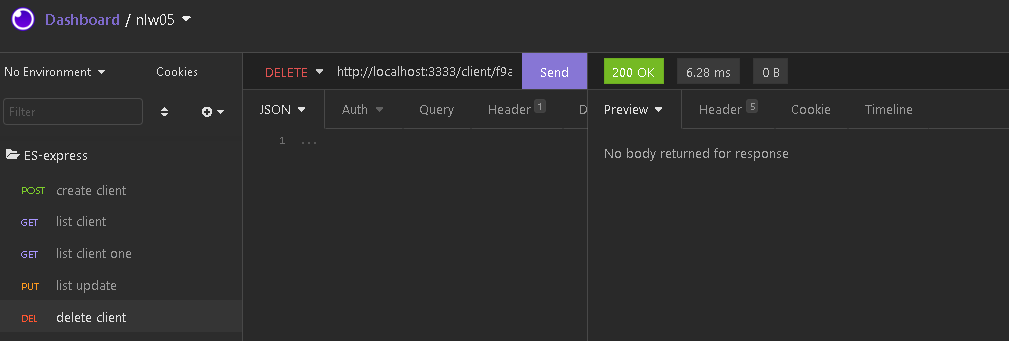 Dashboard / nlw05
No Environment Cookies
Filter
ES-express
POST create client
GET list client
GET list client one
PUT list update
DEL delete client
DELETE http://localhost:3333/client/f9a Send
JSON Auth Query Header 1 D
1 ...
200 OK 6.28 ms 0 B
Preview Header 5 Cookie Timeline
No body returned for response